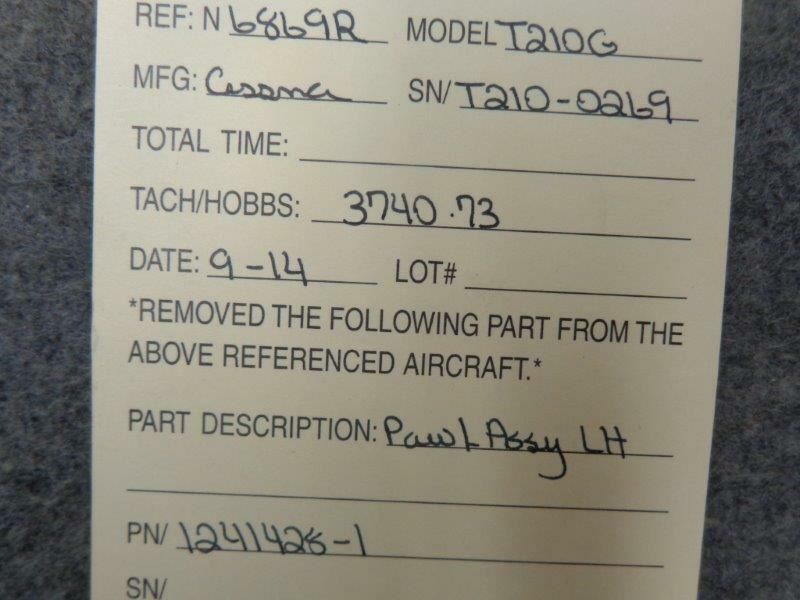 REF: N 6869R MODEL T210G
MFG: Cessna SN/ T210-0269
TOTAL TIME:
TACH/HOBBS: 3740.73
DATE: 9-14 LOT#
*REMOVED THE FOLLOWING PART FROM THE
ABOVE REFERENCED AIRCRAFT.*
PART DESCRIPTION: Pawl Assy LH
PN/ 1241428-1
SN/